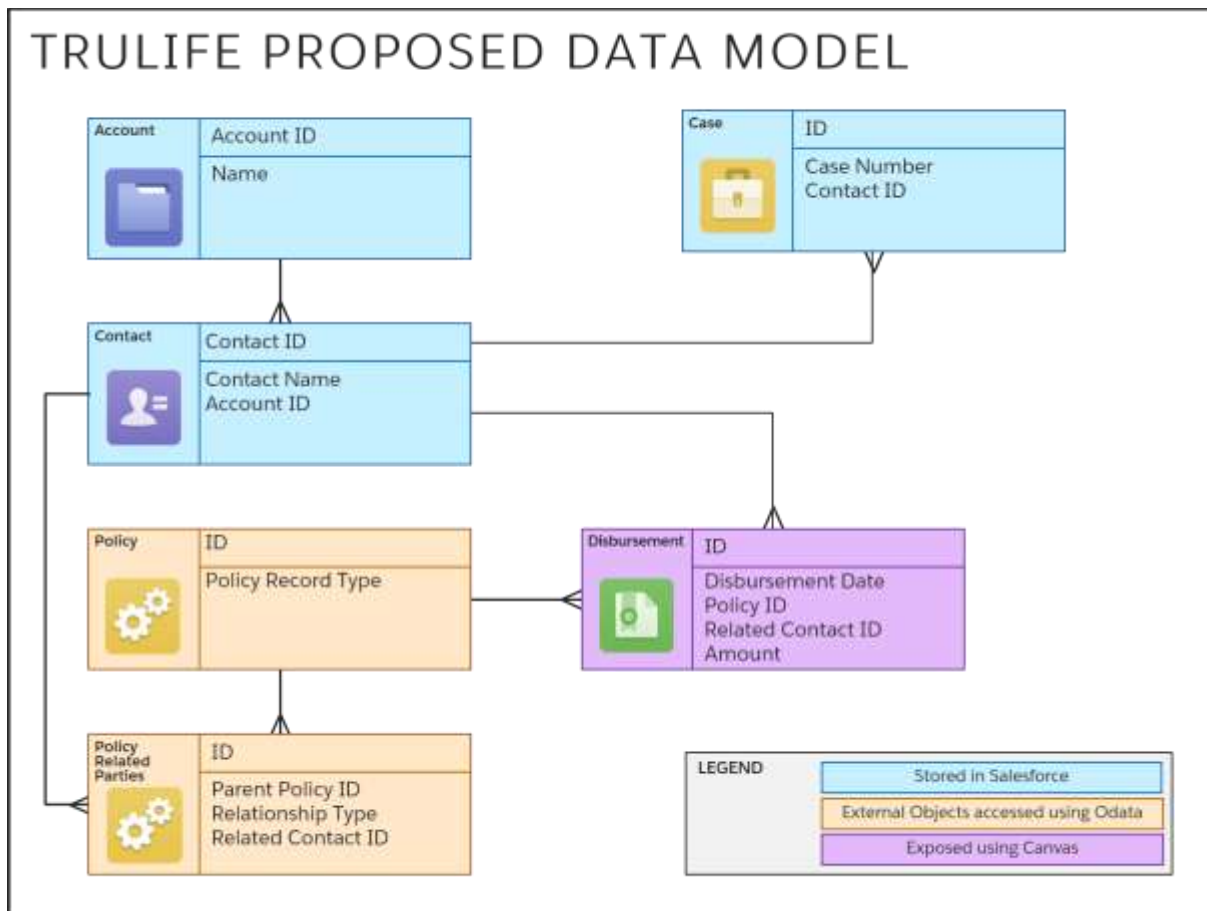 TRULIFE PROPOSED DATA MODEL
Account
Account ID
Name
Case
ID
Case Number
Contact ID
Contact
Contact ID
Contact Name
Account ID
Policy
ID
Policy Record Type
Disbursement
ID
Disbursement Date
Policy ID
Related Contact ID
Amount
Policy
Related
Parties
ID
Parent Policy ID
Relationship Type
Related Contact ID
LEGEND
Stored in Salesforce
External Objects accessed using Odata
Exposed using Canvas